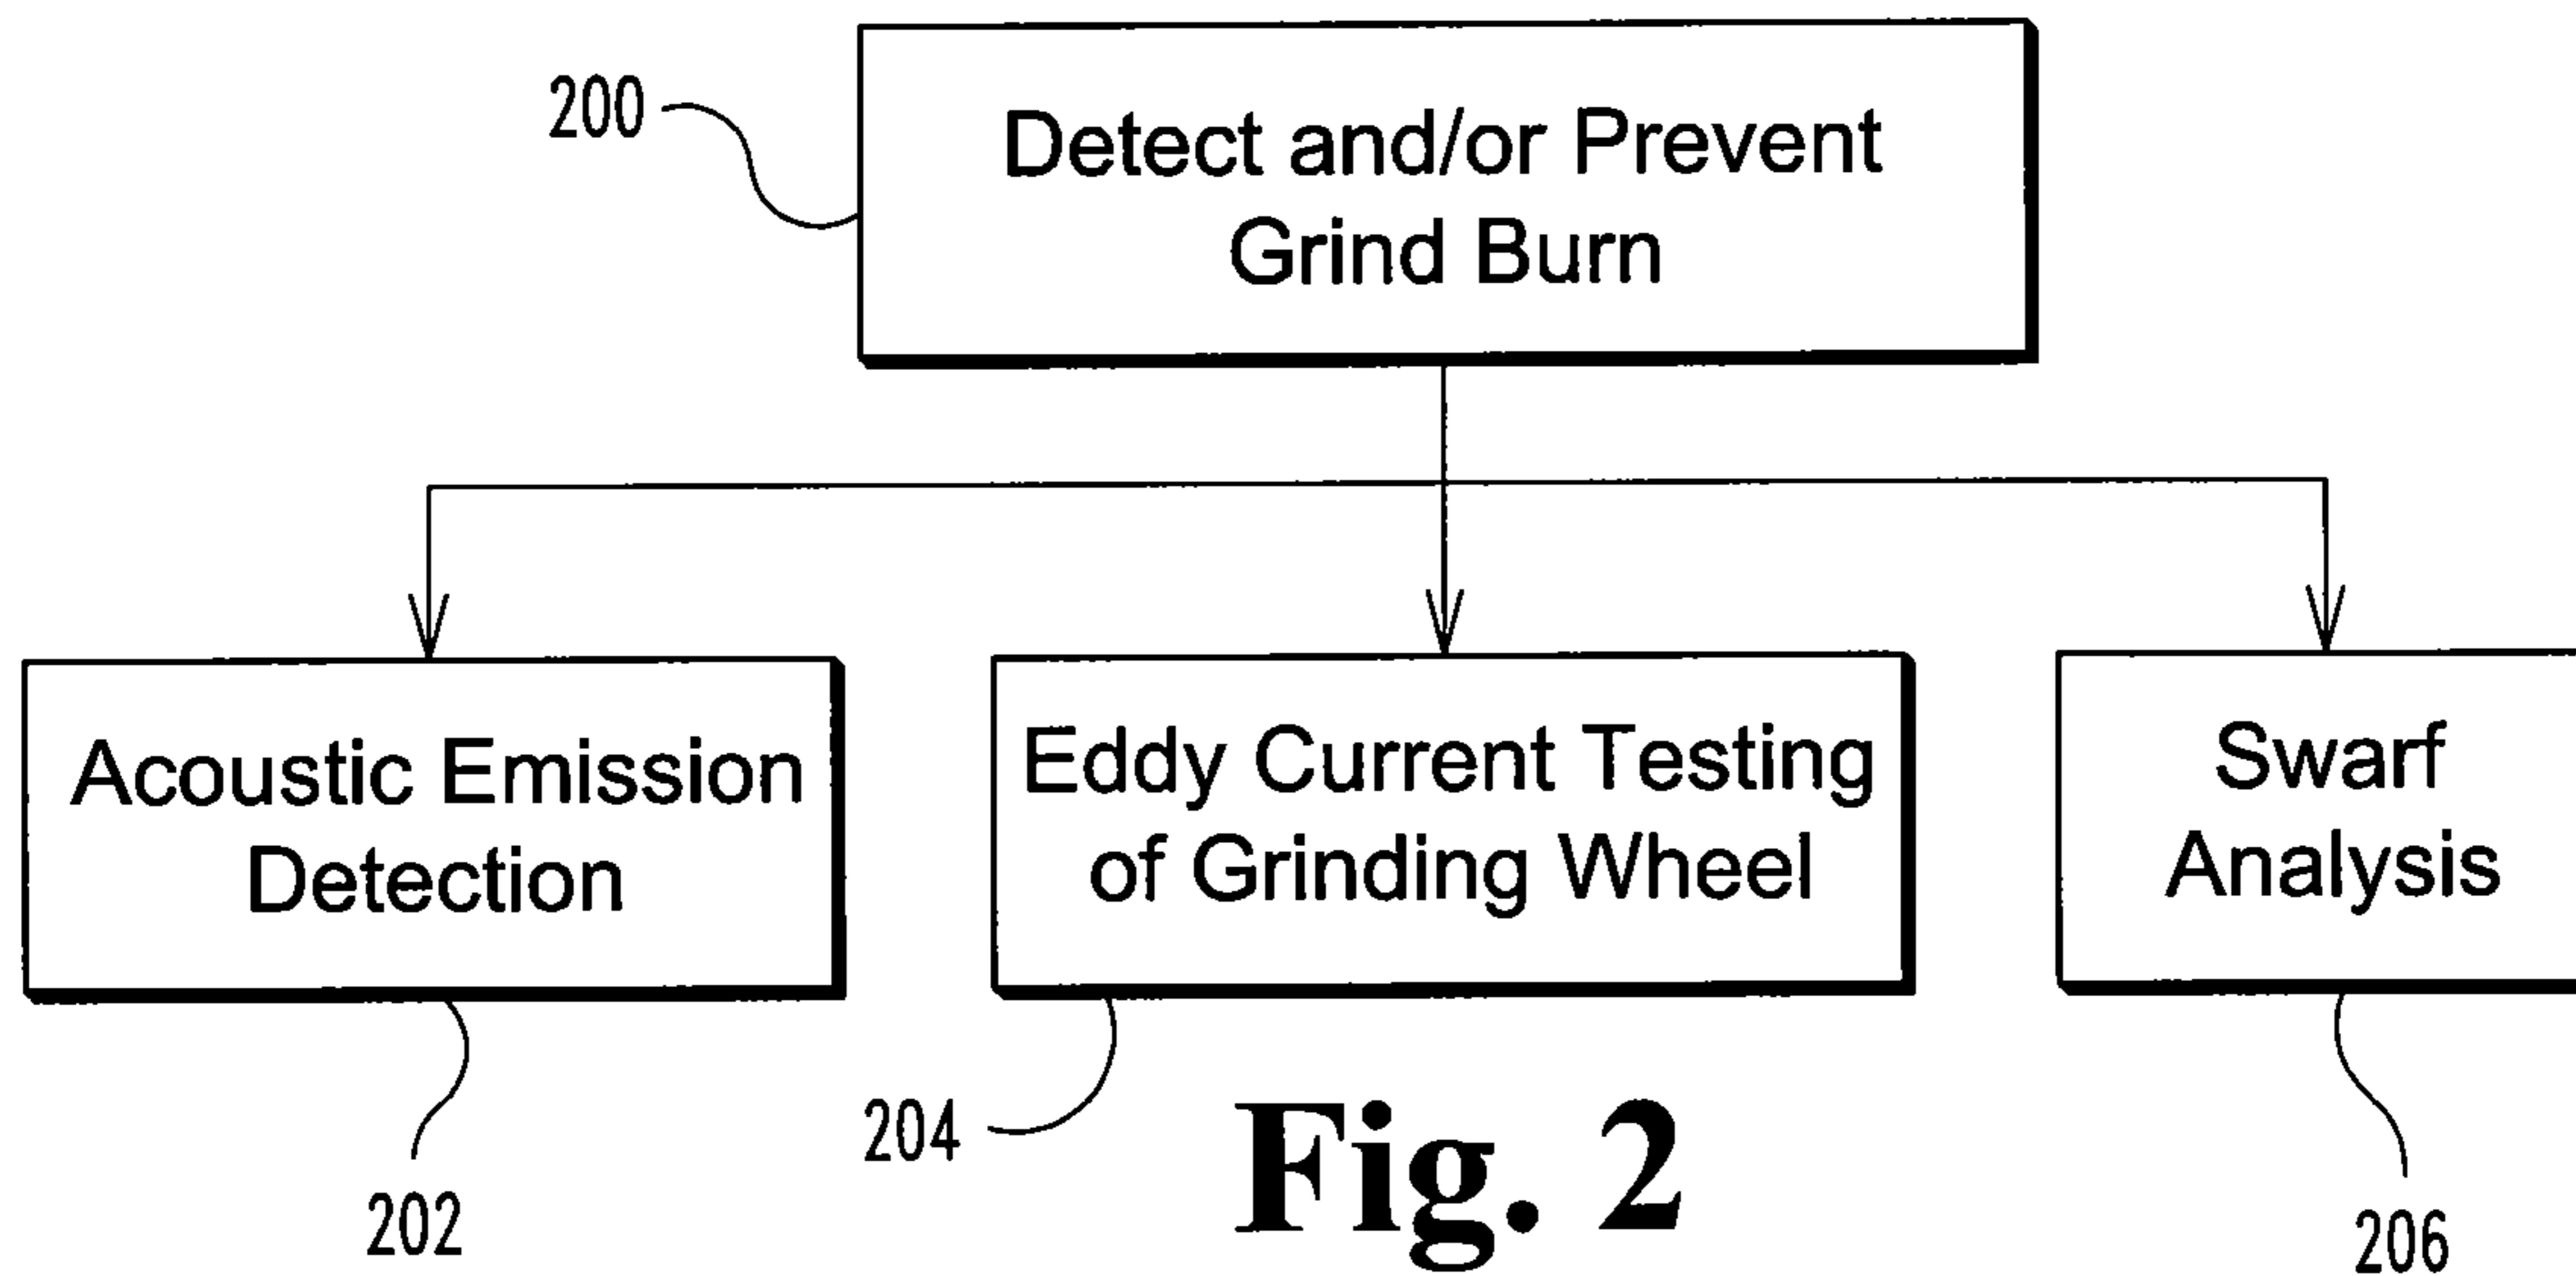 200
Detect and/or Prevent
Grind Burn
Acoustic Emission
Detection
Eddy Current Testing
of Grinding Wheel
Swarf
Analysis
202
204
206
Fig. 2